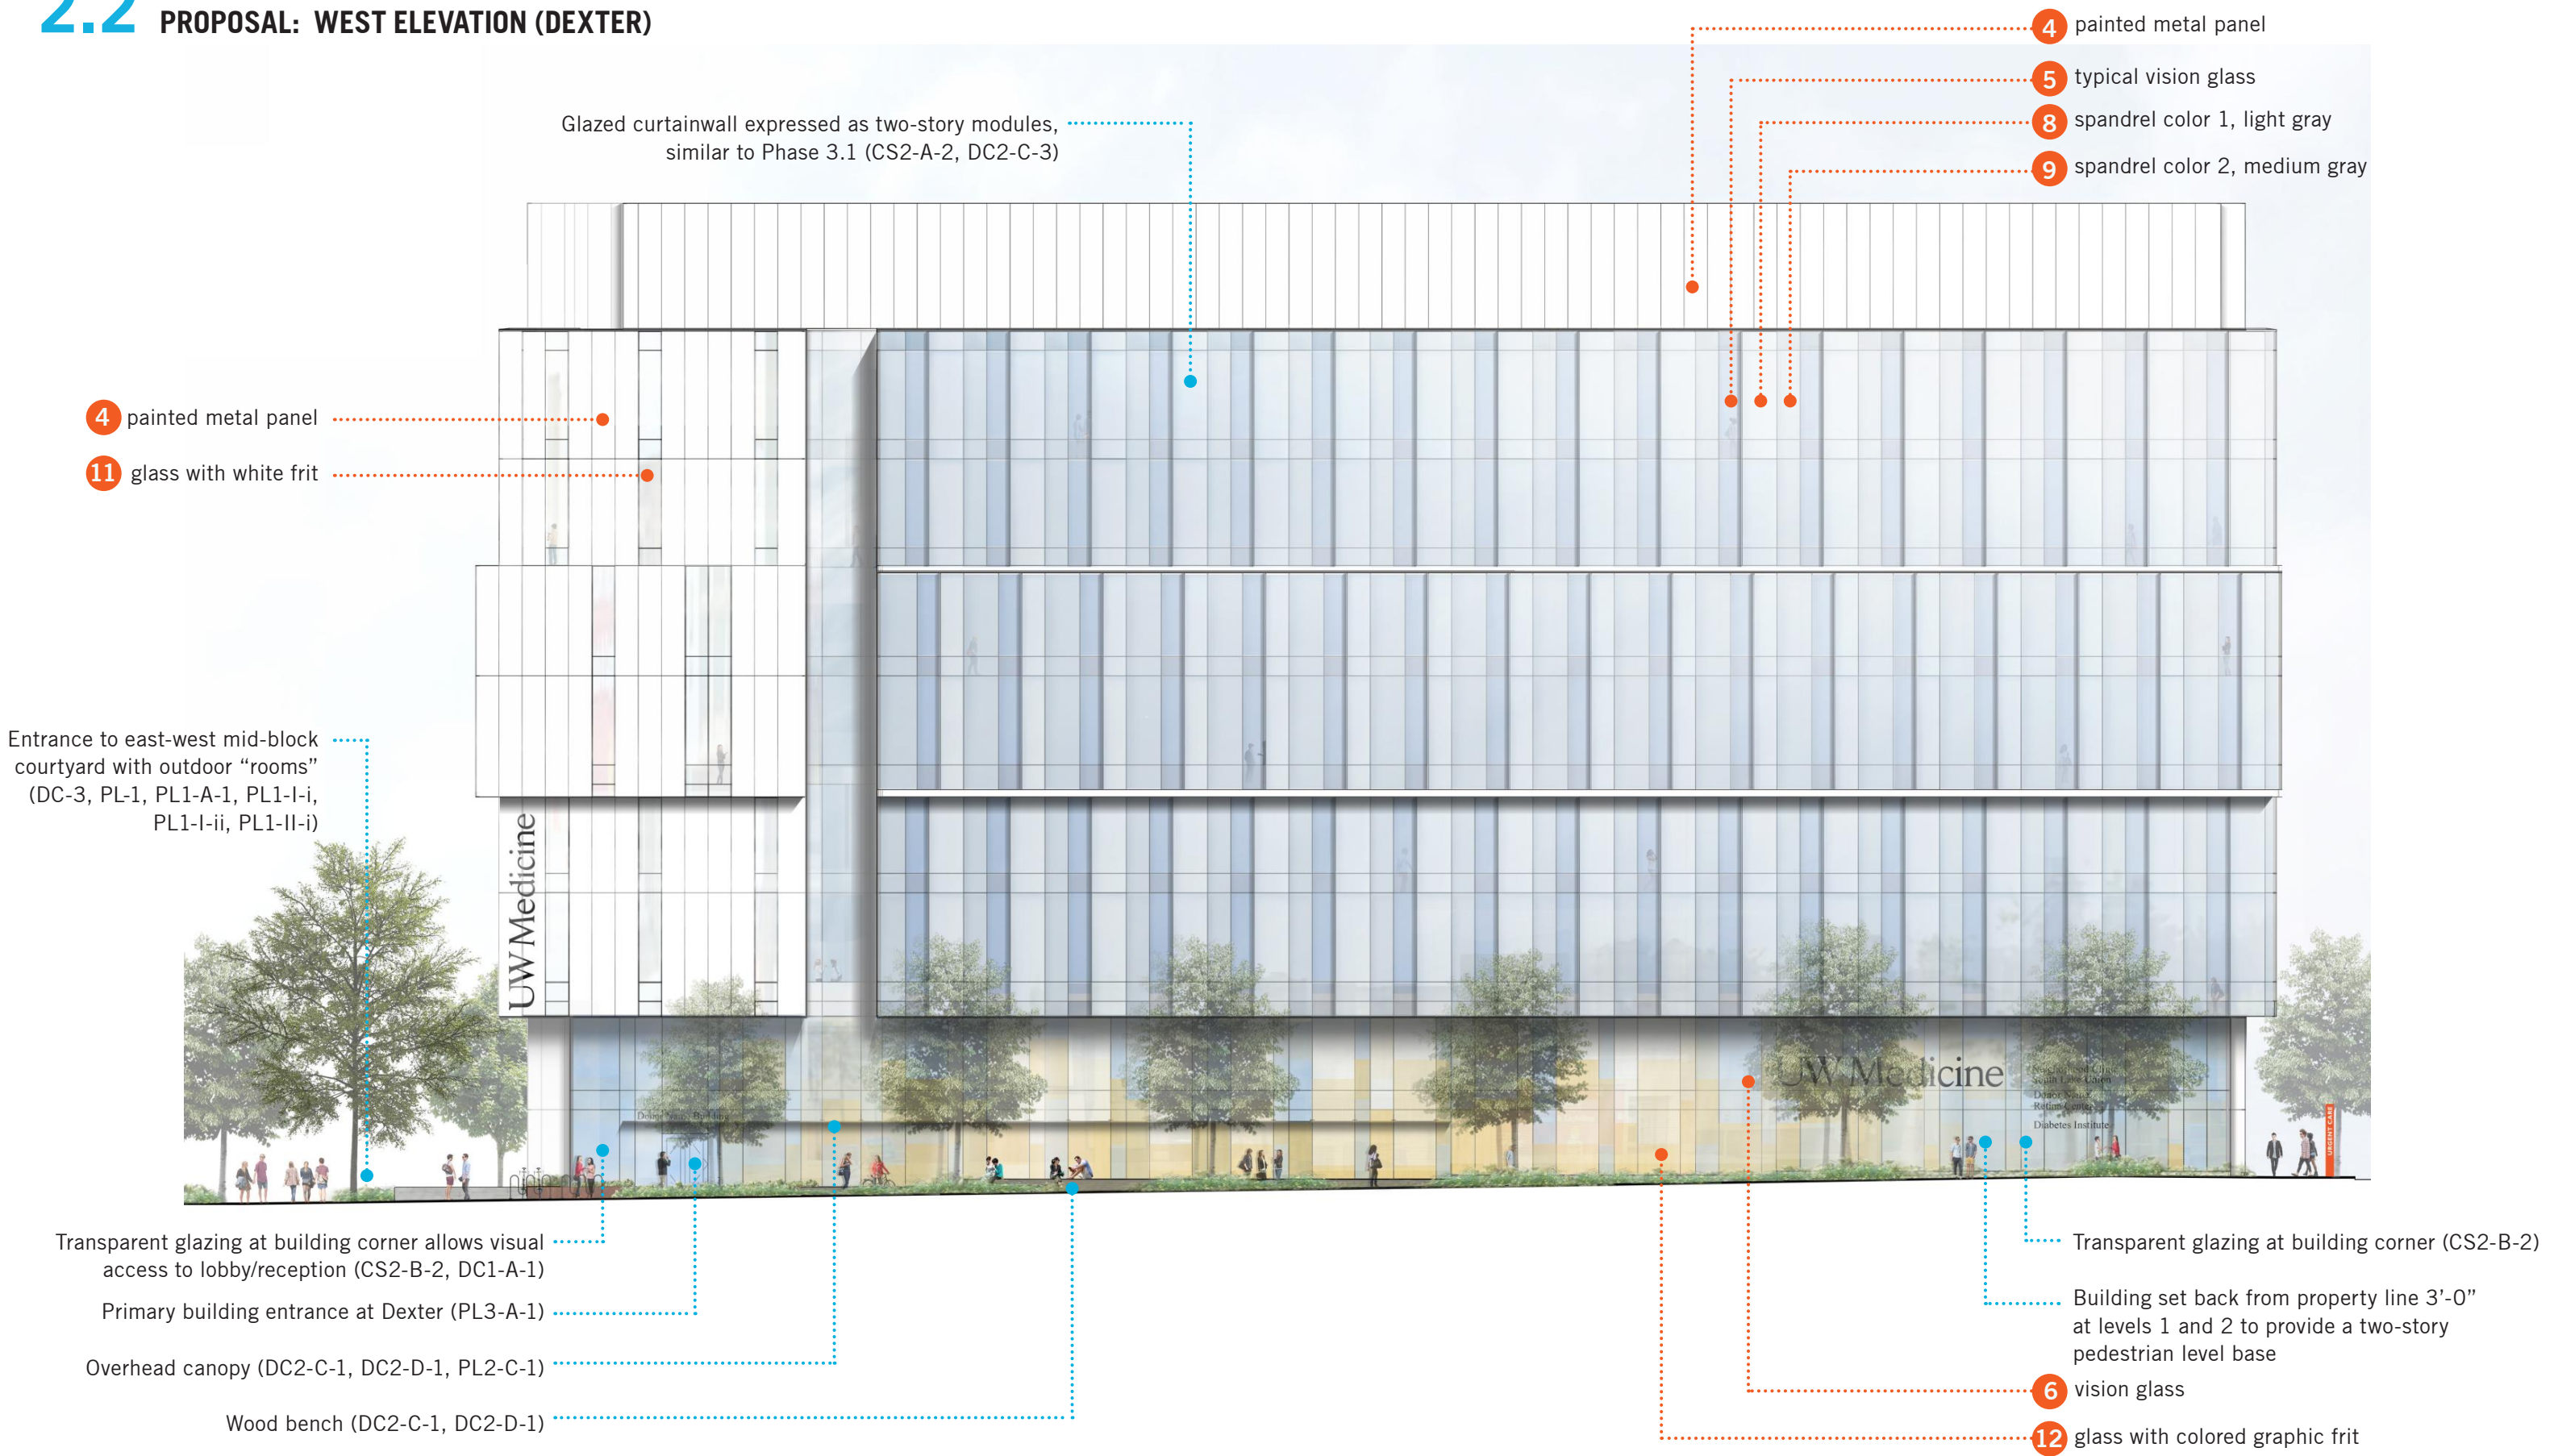 2.2 PROPOSAL: WEST ELEVATION (DEXTER)
4 painted metal panel
5 typical vision glass
8 spandrel color 1, light gray
9 spandrel color 2, medium gray
Glazed curtainwall expressed as two-story modules,
similar to Phase 3.1 (CS2-A-2, DC2-C-3)
4 painted metal panel
11 glass with white frit
Entrance to east-west mid-block
courtyard with outdoor “rooms”
(DC-3, PL-1, PL1-A-1, PL1-I-i,
PL1-I-ii, PL1-II-i)
UW Medicine
UW Medicine
South Lake Union
Diabetes Institute
URGENT CARE
Transparent glazing at building corner allows visual
access to lobby/reception (CS2-B-2, DC1-A-1)
Primary building entrance at Dexter (PL3-A-1)
Overhead canopy (DC2-C-1, DC2-D-1, PL2-C-1)
Wood bench (DC2-C-1, DC2-D-1)
Transparent glazing at building corner (CS2-B-2)
Building set back from property line 3’-0”
at levels 1 and 2 to provide a two-story
pedestrian level base
6 vision glass
12 glass with colored graphic frit